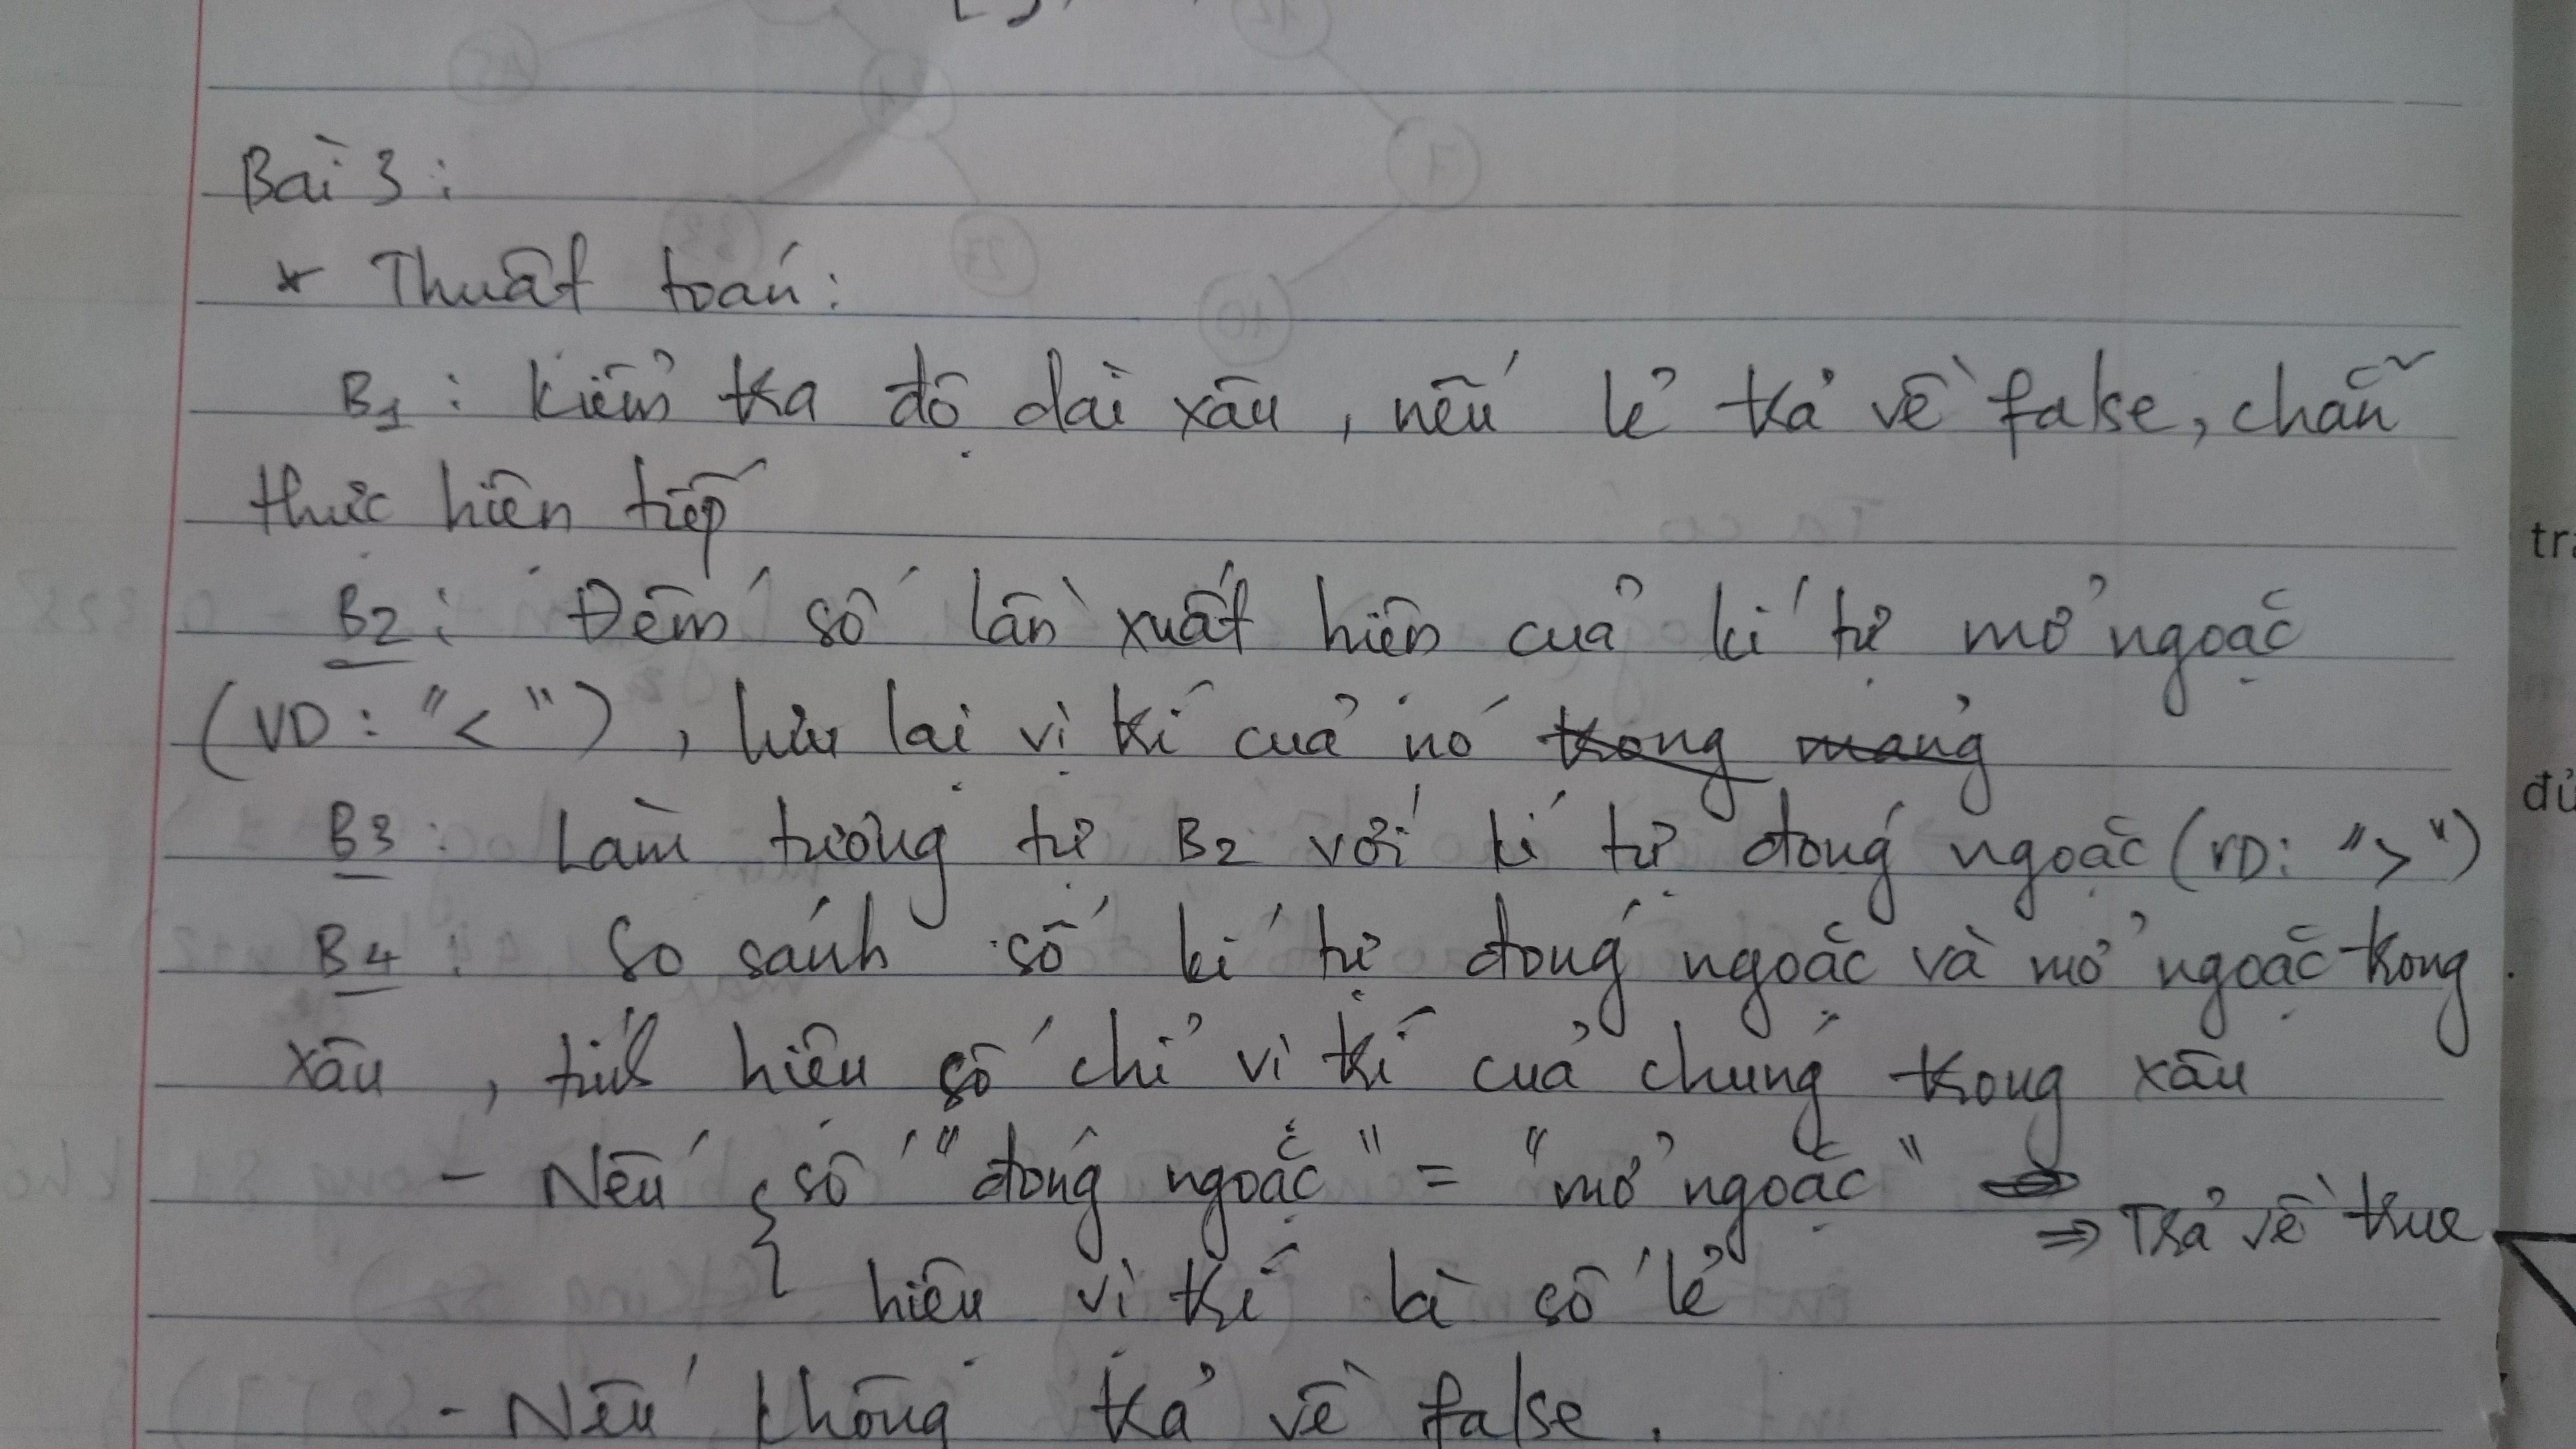 Bài 3:
* Thuật toán:
B1: Kiểm tra độ dài xâu, nếu lẻ trả về false, chẵn
thực hiện tiếp
B2: Đếm số lần xuất hiện của kí tự mở ngoặc
(VD: "<"), lưu lại vị trí của nó trong mảng
B3: Làm tương tự B2 với kí tự đóng ngoặc (VD: ">")
B4: So sánh số kí tự đóng ngoặc và mở ngoặc trong
xâu, tính hiệu số chỉ vị trí của chúng trong xâu
- Nếu { số "đóng ngoặc" = "mở ngoặc"
⇒ Trả về true
hiệu vị trí là số lẻ
- Nếu không trả về false.
trả
đủ